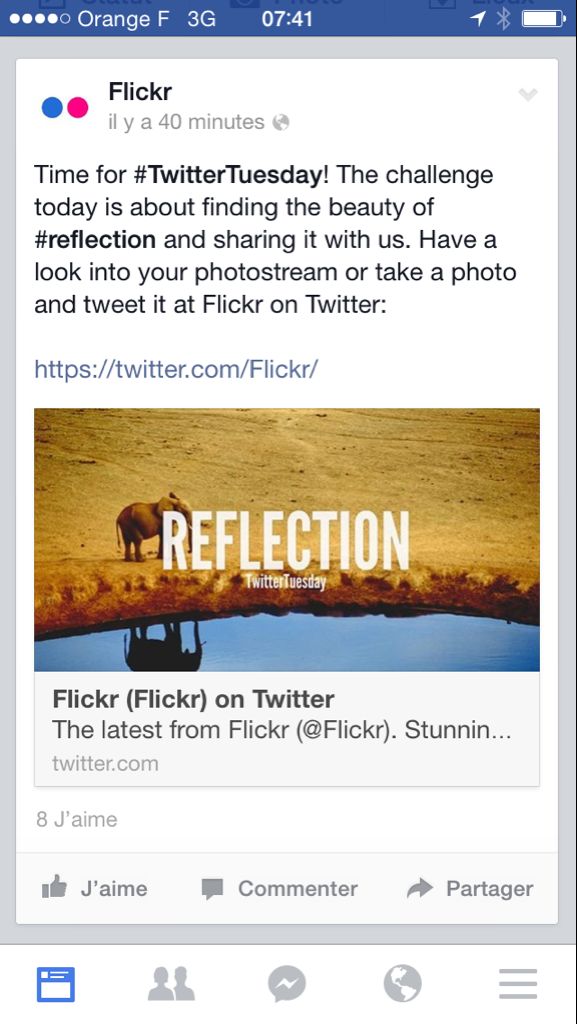 Orange F 3G 07:41
Flickr
il y a 40 minutes
Time for #TwitterTuesday! The challenge
today is about finding the beauty of
#reflection and sharing it with us. Have a
look into your photostream or take a photo
and tweet it at Flickr on Twitter:
https://twitter.com/Flickr/
REFLECTION
TwitterTuesday
Flickr (Flickr) on Twitter
The latest from Flickr (@Flickr). Stunnin...
twitter.com
8 J’aime
J’aime Commenter Partager